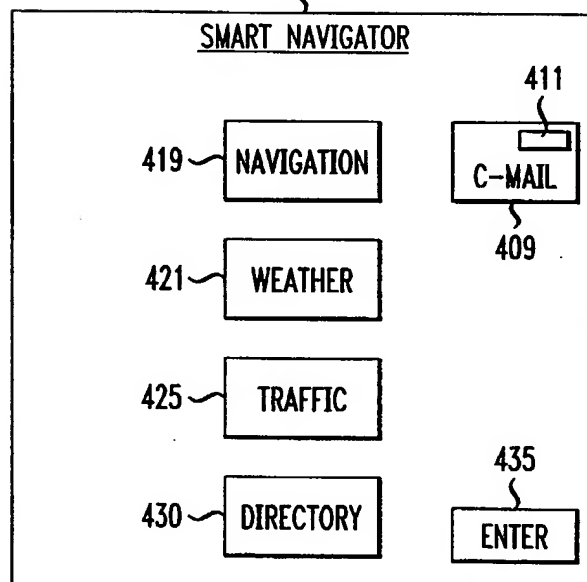 SMART NAVIGATOR
411
419 NAVIGATION
C-MAIL
409
421 WEATHER
425 TRAFFIC
435
430 DIRECTORY
ENTER